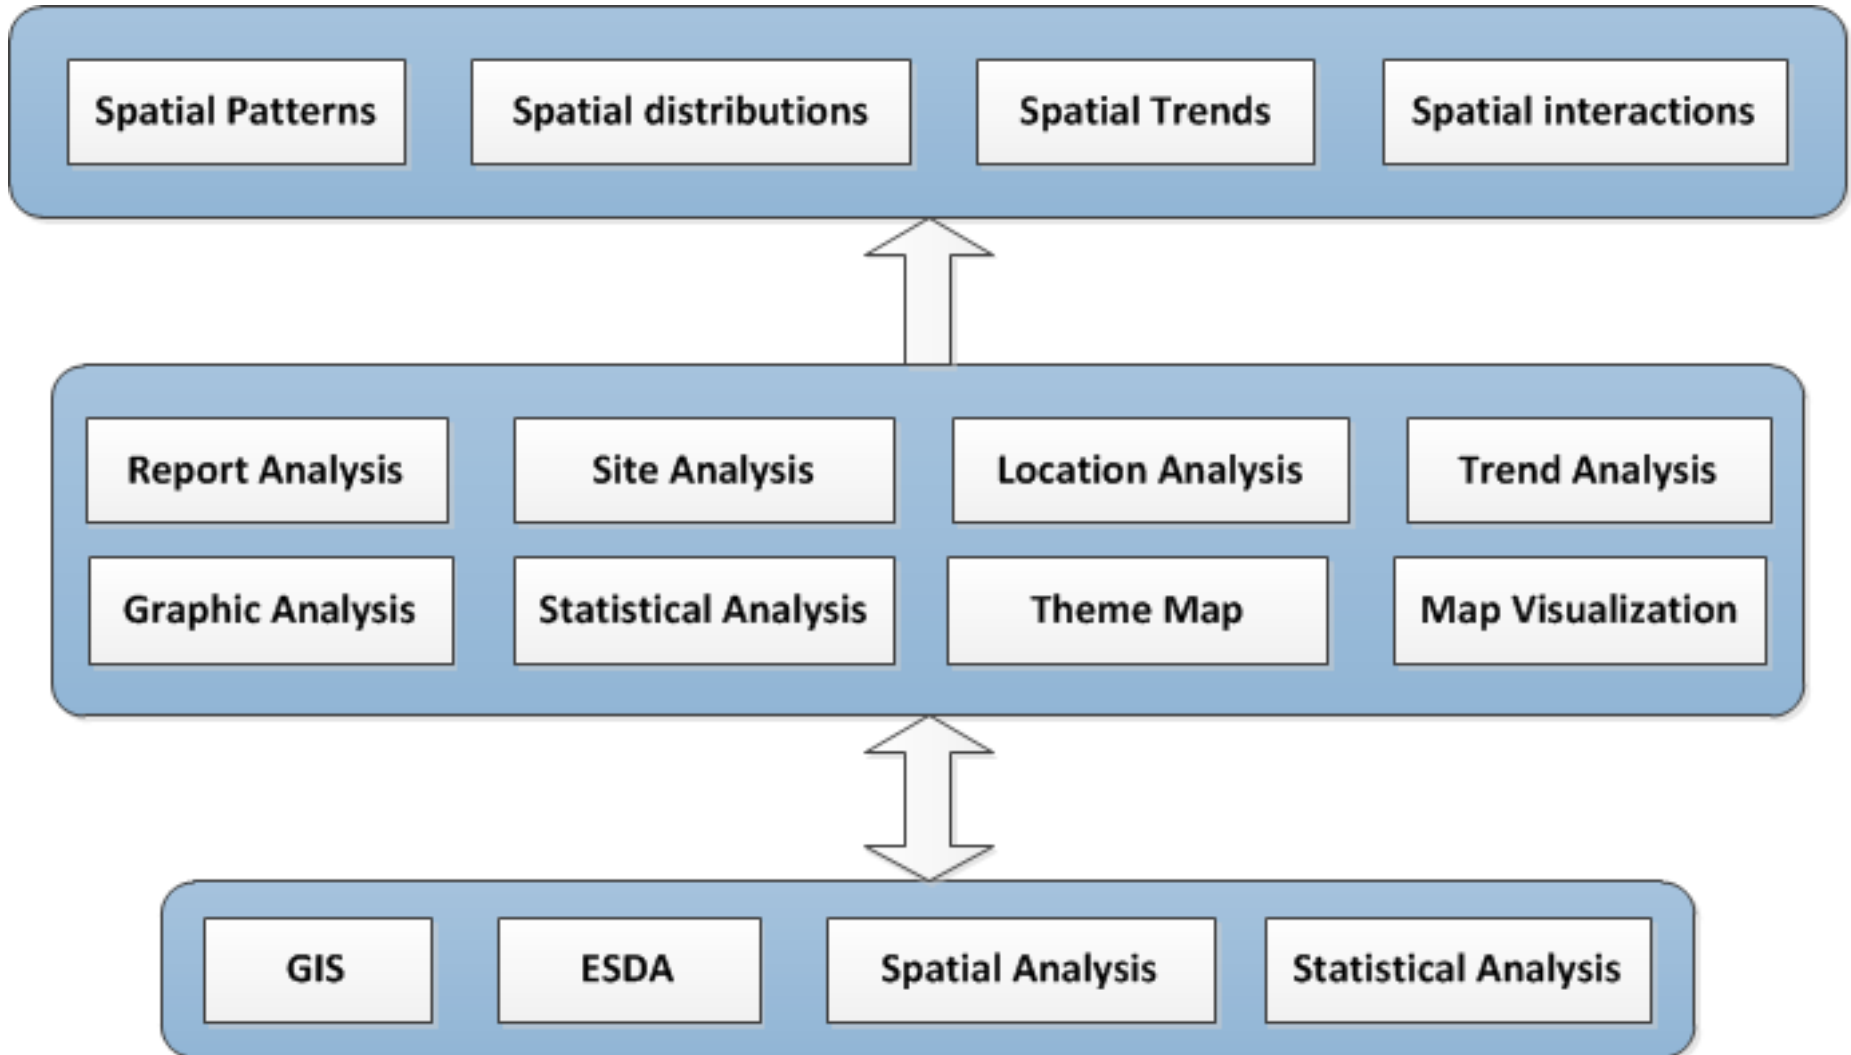 Spatial Patterns
Spatial distributions
Spatial Trends
Spatial interactions
Report Analysis
Site Analysis
Location Analysis
Trend Analysis
Graphic Analysis
Statistical Analysis
Theme Map
Map Visualization
GIS
ESDA
Spatial Analysis
Statistical Analysis